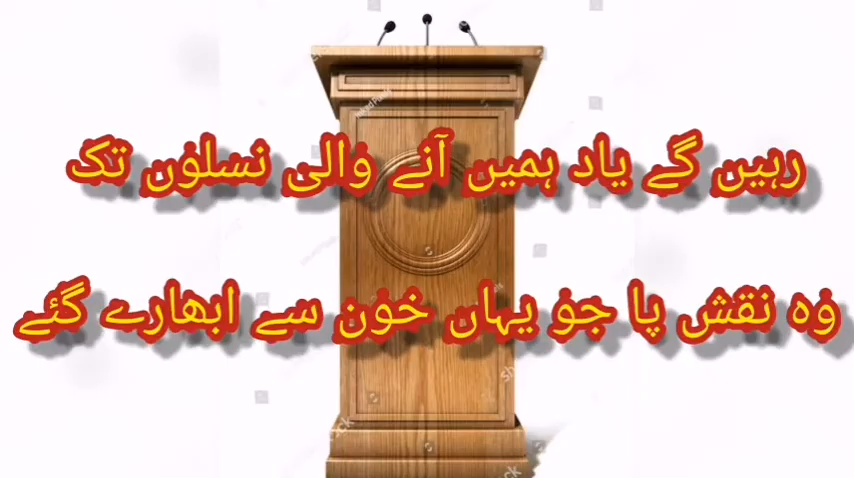 رہیں گے یاد ہمیں آنے والی نسلوں تک
وہ نقش پا جو یہاں خون سے ابھارے گئے